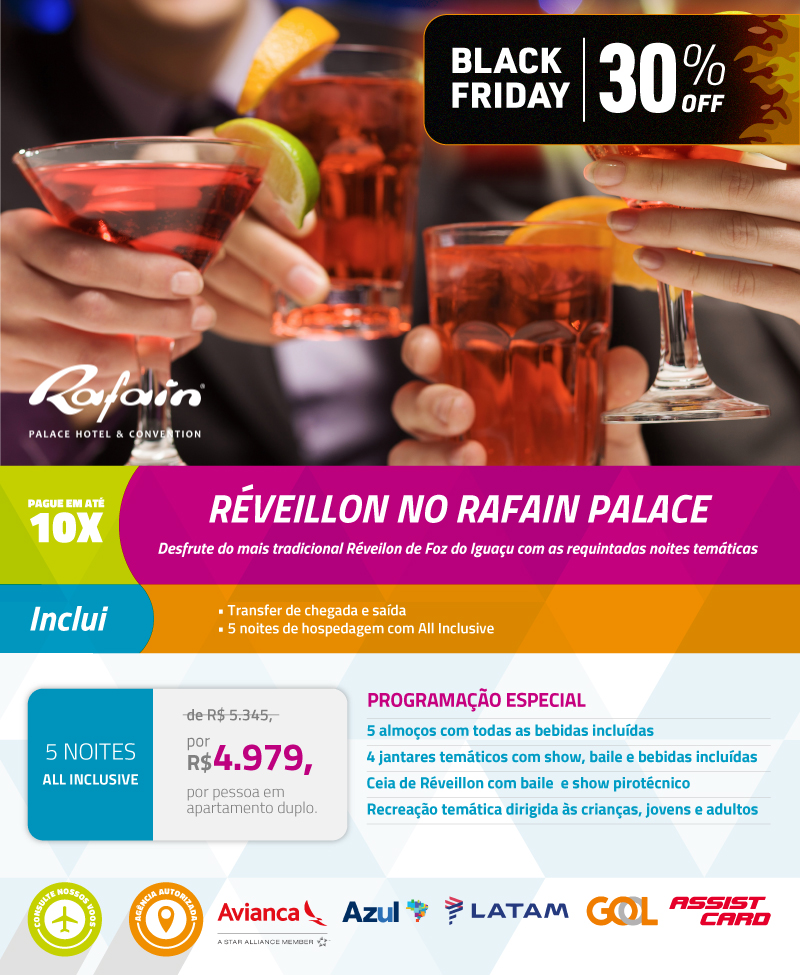 BLACK FRIDAY
30% OFF
Rafain
PALACE HOTEL & CONVENTION
PAGUE EM ATÉ
10X
RÉVEILLON NO RAFAIN PALACE
Desfrute do mais tradicional Réveilon de Foz do Iguaçu com as requintadas noites temáticas
Inclui
• Transfer de chegada e saída
• 5 noites de hospedagem com All Inclusive
5 NOITES
ALL INCLUSIVE
de R$ 5.345,
por
R$4.979,
por pessoa em
apartamento duplo.
PROGRAMAÇÃO ESPECIAL
5 almoços com todas as bebidas incluídas
4 jantares temáticos com show, baile e bebidas incluídas
Ceia de Réveillon com baile e show pirotécnico
Recreação temática dirigida às crianças, jovens e adultos
CONSULTE NOSSOS VOOS
AGÊNCIA AUTORIZADA
Avianca
A STAR ALLIANCE MEMBER
Azul
LATAM
GOL
ASSIST
CARD